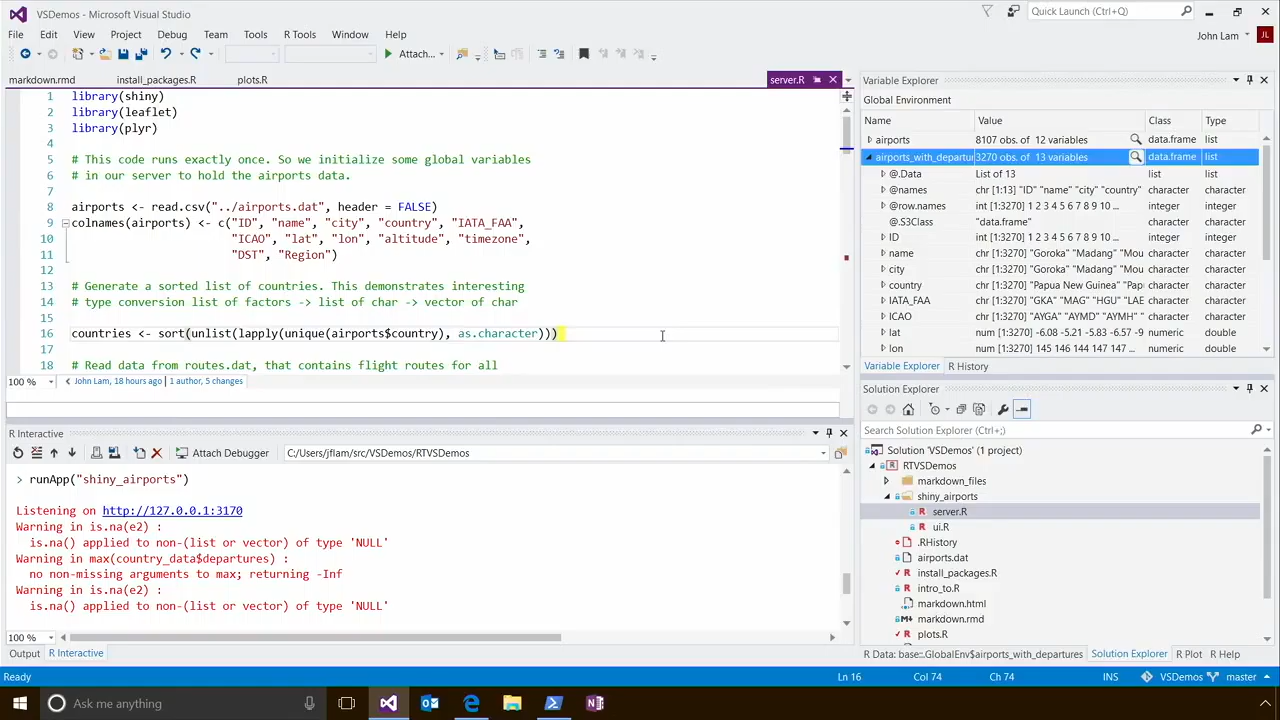 VSDemos - Microsoft Visual Studio
Quick Launch (Ctrl+Q)
File Edit View Project Debug Team Tools R Tools Window Help
John Lam JL
Attach...
markdown.rmd install_packages.R plots.R server.R
1 library(shiny)
2 library(leaflet)
3 library(plyr)
4
5 # This code runs exactly once. So we initialize some global variables
6 # in our server to hold the airports data.
7
8 airports <- read.csv("../airports.dat", header = FALSE)
9 colnames(airports) <- c("ID", "name", "city", "country", "IATA_FAA",
10 "ICAO", "lat", "lon", "altitude", "timezone",
11 "DST", "Region")
12
13 # Generate a sorted list of countries. This demonstrates interesting
14 # type conversion list of factors -> list of char -> vector of char
15
16 countries <- sort(unlist(lapply(unique(airports$country), as.character)))
17
18 # Read data from routes.dat, that contains flight routes for all
100 % John Lam, 18 hours ago | 1 author, 5 changes
R Interactive
Attach Debugger C:/Users/jflam/src/VSDemos/RTVSDemos
> runApp("shiny_airports")
Listening on http://127.0.0.1:3170
Warning in is.na(e2) :
is.na() applied to non-(list or vector) of type 'NULL'
Warning in max(country_data$departures) :
no non-missing arguments to max; returning -Inf
Warning in is.na(e2) :
is.na() applied to non-(list or vector) of type 'NULL'
100 %
Output R Interactive
Variable Explorer
Global Environment
Name Value Class Type
airports 8107 obs. of 12 variables data.frame list
airports_with_departu 3270 obs. of 13 variables data.frame list
@.Data List of 13 list list
@names chr [1:13] "ID" "name" "city" "country" character character
@row.names int [1:3270] 1 2 3 4 5 6 7 8 9 10 ... integer integer
@.S3Class "data.frame" character character
ID int [1:3270] 1 2 3 4 5 6 7 8 9 10 ... integer integer
name chr [1:3270] "Goroka" "Madang" "Mou character character
city chr [1:3270] "Goroka" "Madang" "Mou character character
country chr [1:3270] "Papua New Guinea" "Pap character character
IATA_FAA chr [1:3270] "GKA" "MAG" "HGU" "LAE character character
ICAO chr [1:3270] "AYGA" "AYMD" "AYMH" character character
lat num [1:3270] -6.08 -5.21 -5.83 -6.57 -9 numeric double
lon num [1:3270] 145 146 144 147 147 ... numeric double
Variable Explorer R History
Solution Explorer
Search Solution Explorer (Ctrl+;)
Solution 'VSDemos' (1 project)
RTVSDemos
markdown_files
shiny_airports
R server.R
R ui.R
R .RHistory
airports.dat
R install_packages.R
R intro_to.R
markdown.html
markdown.rmd
R plots.R
R Data: base::.GlobalEnv$airports_with_departures Solution Explorer R Plot R Help
Ready Ln 16 Col 74 Ch 74 INS VSDemos master
Ask me anything